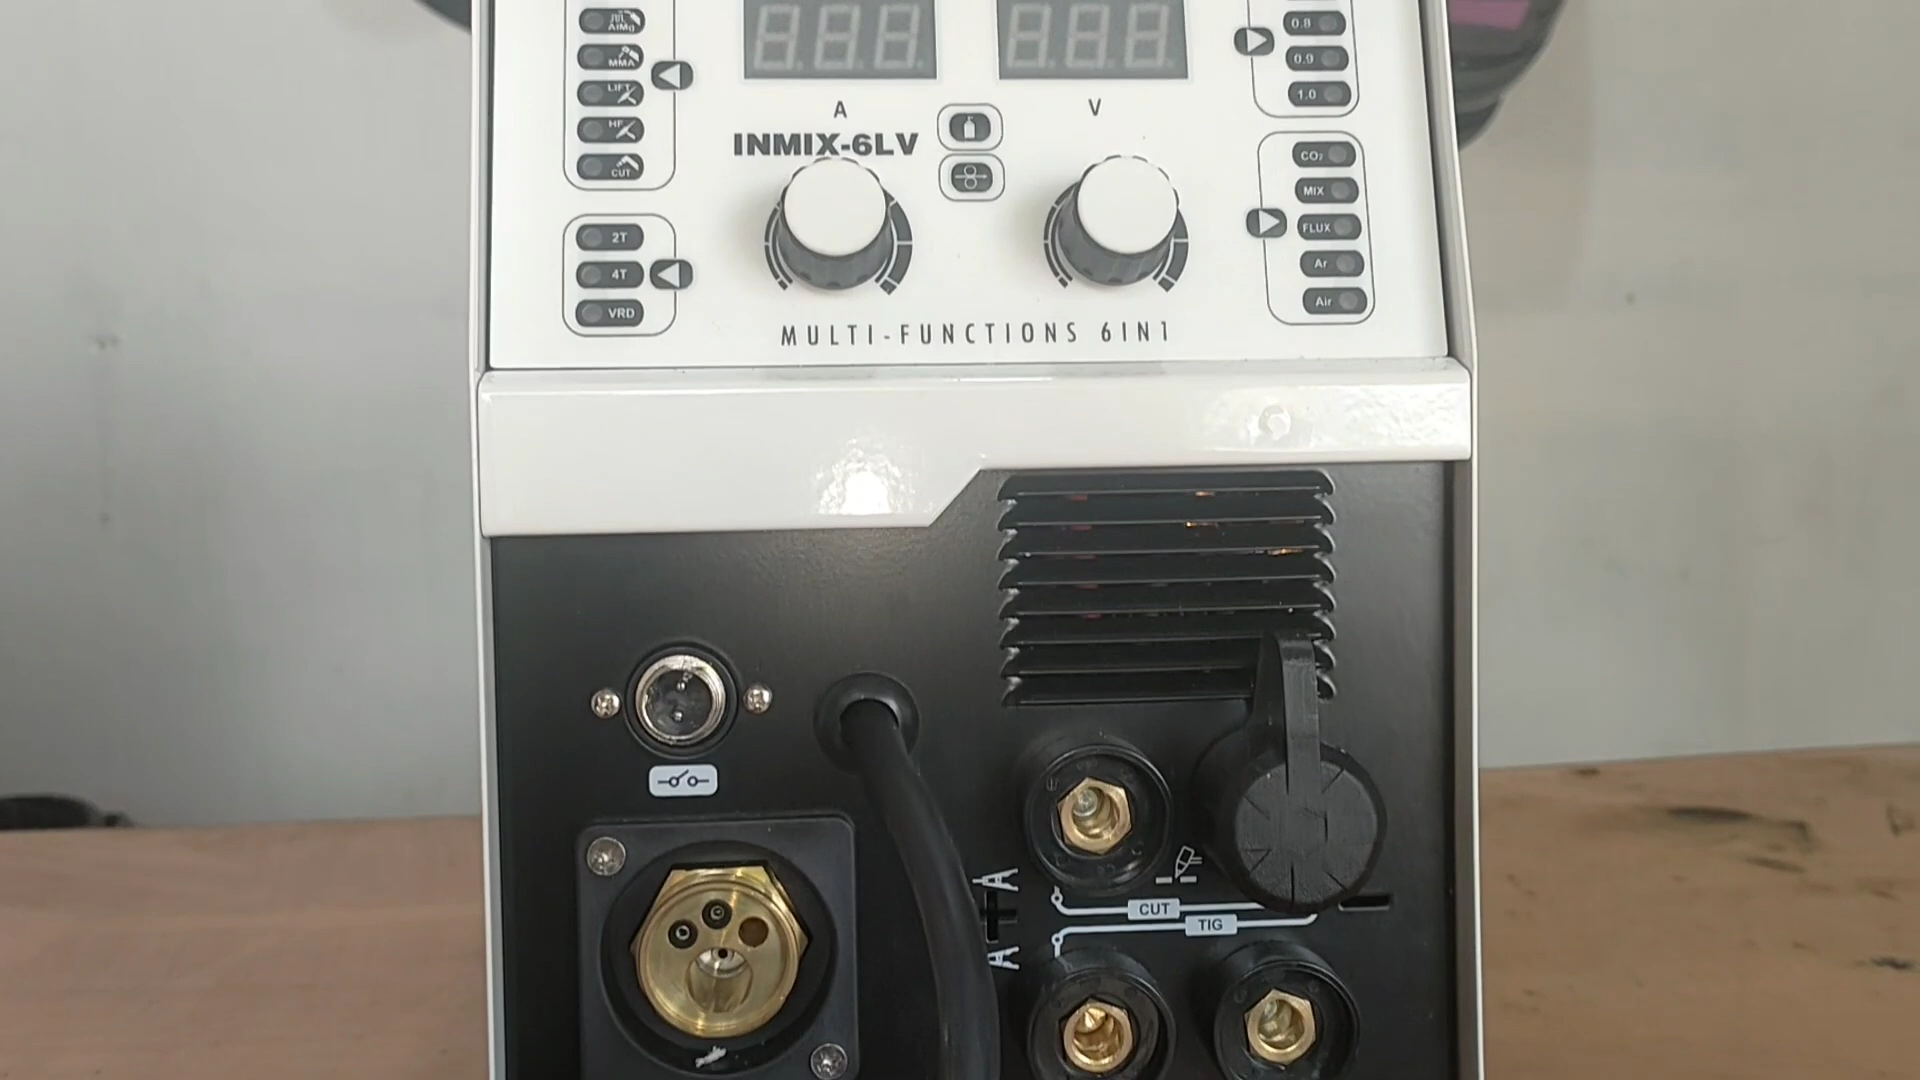 AIMG
MMA
LIFT
HF
CUT
2T
4T
VRD
A
V
INMIX-6LV
0.8
0.9
1.0
CO₂
MIX
FLUX
Ar
Air
MULTI-FUNCTIONS 6IN1
CUT
TIG